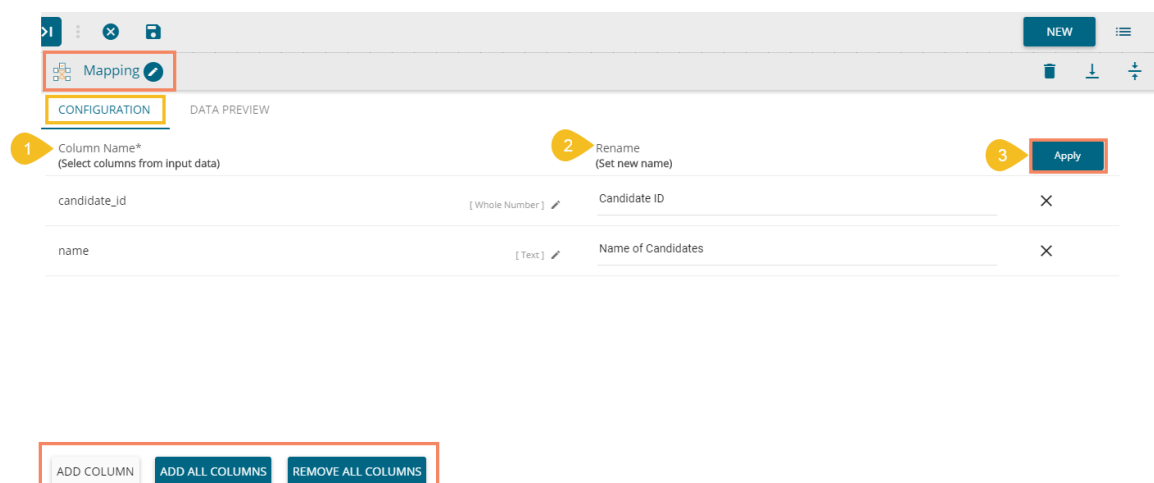 NEW
Mapping
CONFIGURATION DATA PREVIEW
1 Column Name* 2 Rename 3 Apply
(Select columns from input data) (Set new name)
candidate_id [ Whole Number ] Candidate ID
name [ Text ] Name of Candidates
ADD COLUMN ADD ALL COLUMNS REMOVE ALL COLUMNS